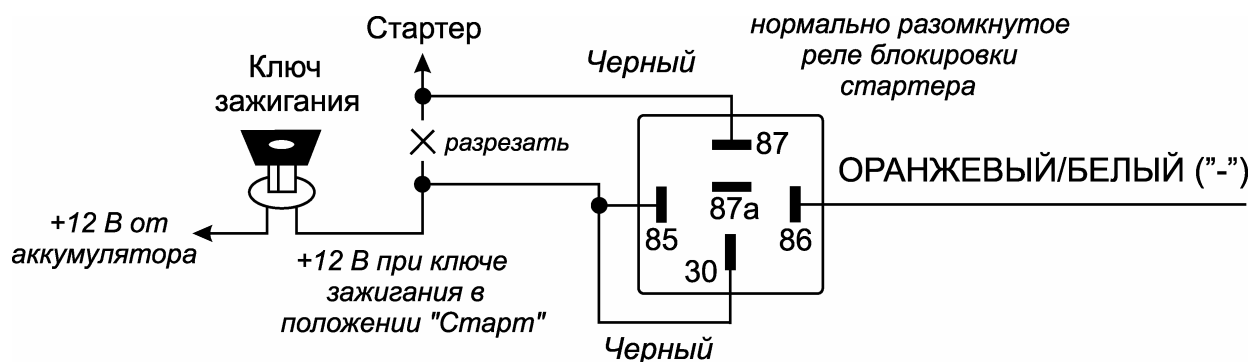 Стартер
Ключ
зажигания
Черный
нормально разомкнутое
реле блокировки
стартера
разрезать
87
87а
85
86
30
ОРАНЖЕВЫЙ/БЕЛЫЙ ("-")
+12 В от
аккумулятора
+12 В при ключе
зажигания в
положении "Старт"
Черный